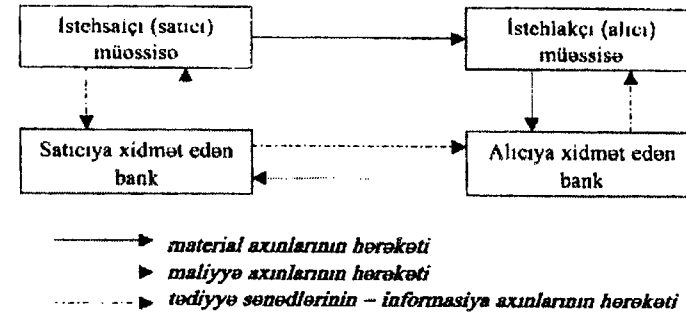 İstehsalçı (satıcı)
müəssisə
İstehlakçı (alıcı)
müəssisə
Satıcıya xidmət edən
bank
Alıcıya xidmət edən
bank
material axınlarının hərəkəti
maliyyə axınlarının hərəkəti
tədiyyə sənədlərinin – informasiya axınlarının hərəkəti